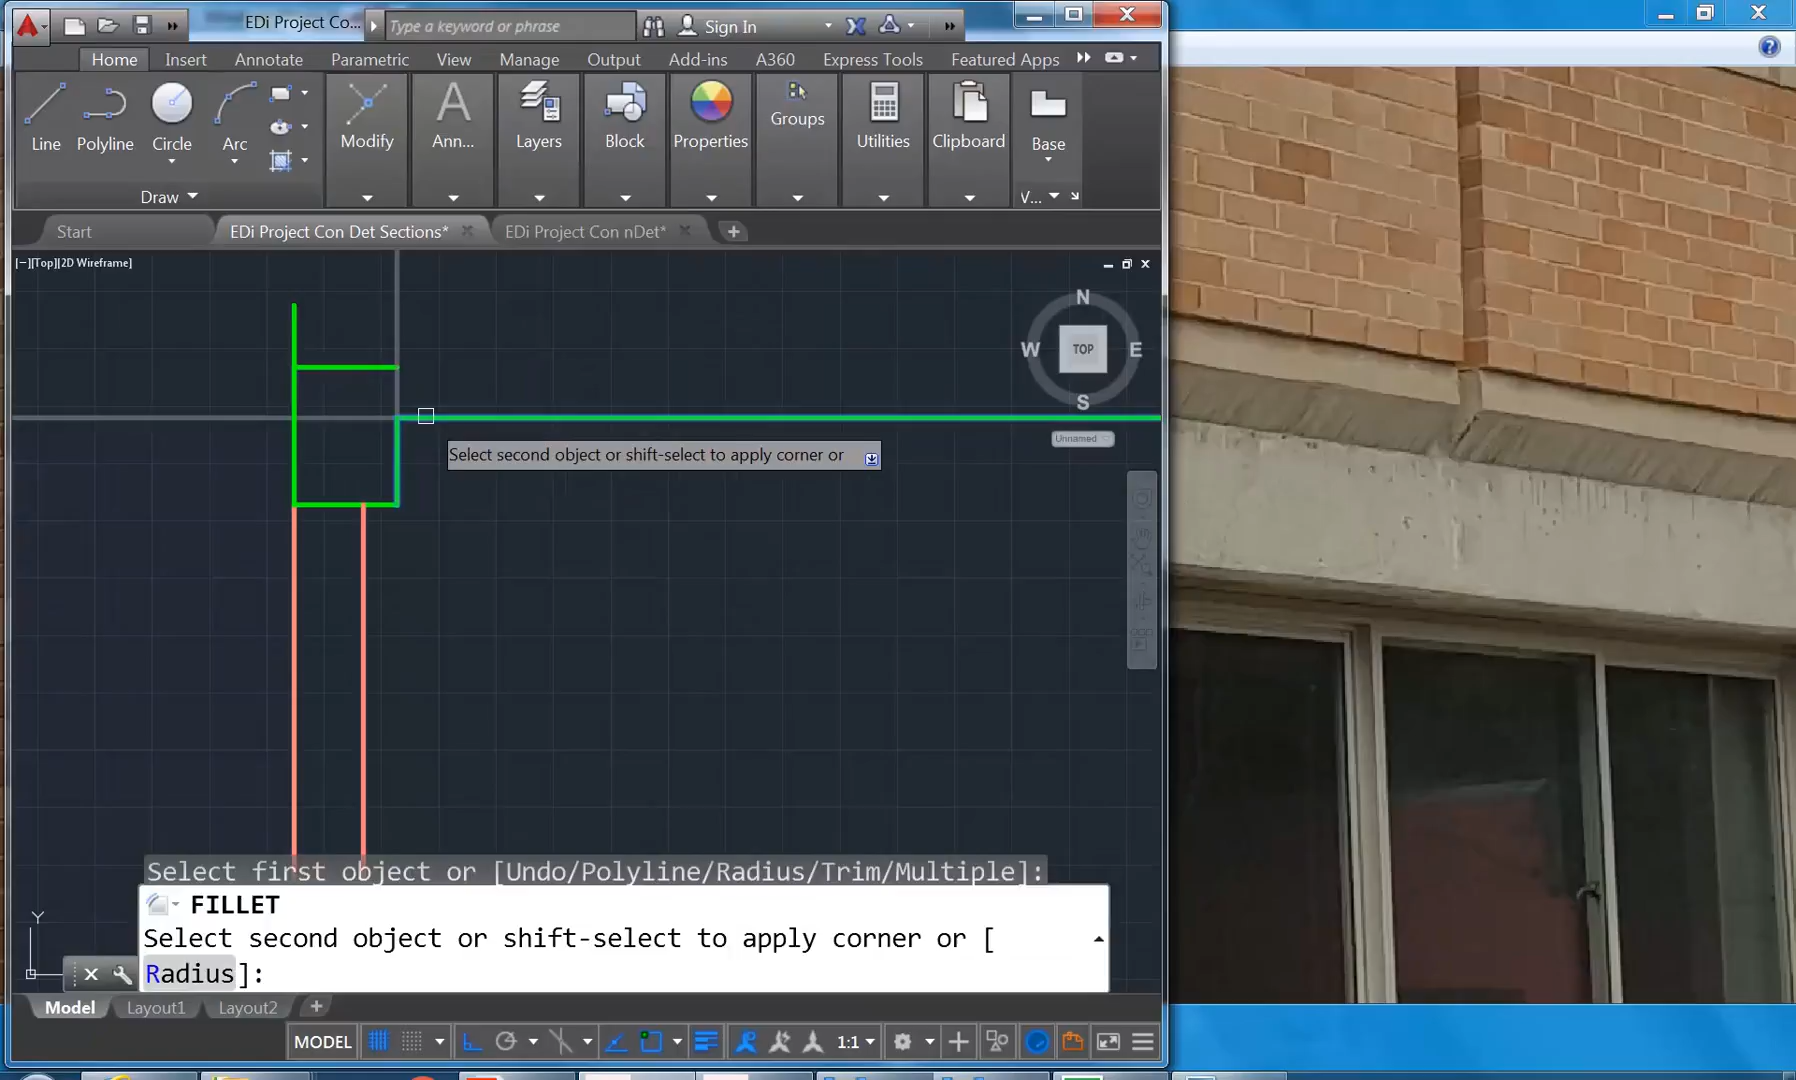 EDi Project Co...
Type a keyword or phrase
Sign In
Home Insert Annotate Parametric View Manage Output Add-ins A360 Express Tools Featured Apps
Line Polyline Circle Arc
Modify
Ann...
Layers
Block
Properties
Groups
Utilities
Clipboard
Base
Draw
V...
Start
EDi Project Con Det Sections*
EDi Project Con nDet*
[−][Top][2D Wireframe]
N
W TOP E
S
Unnamed
Select second object or shift-select to apply corner or
Select first object or [Undo/Polyline/Radius/Trim/Multiple]:
FILLET
Select second object or shift-select to apply corner or [
Radius]:
Y
Model Layout1 Layout2
MODEL
1:1